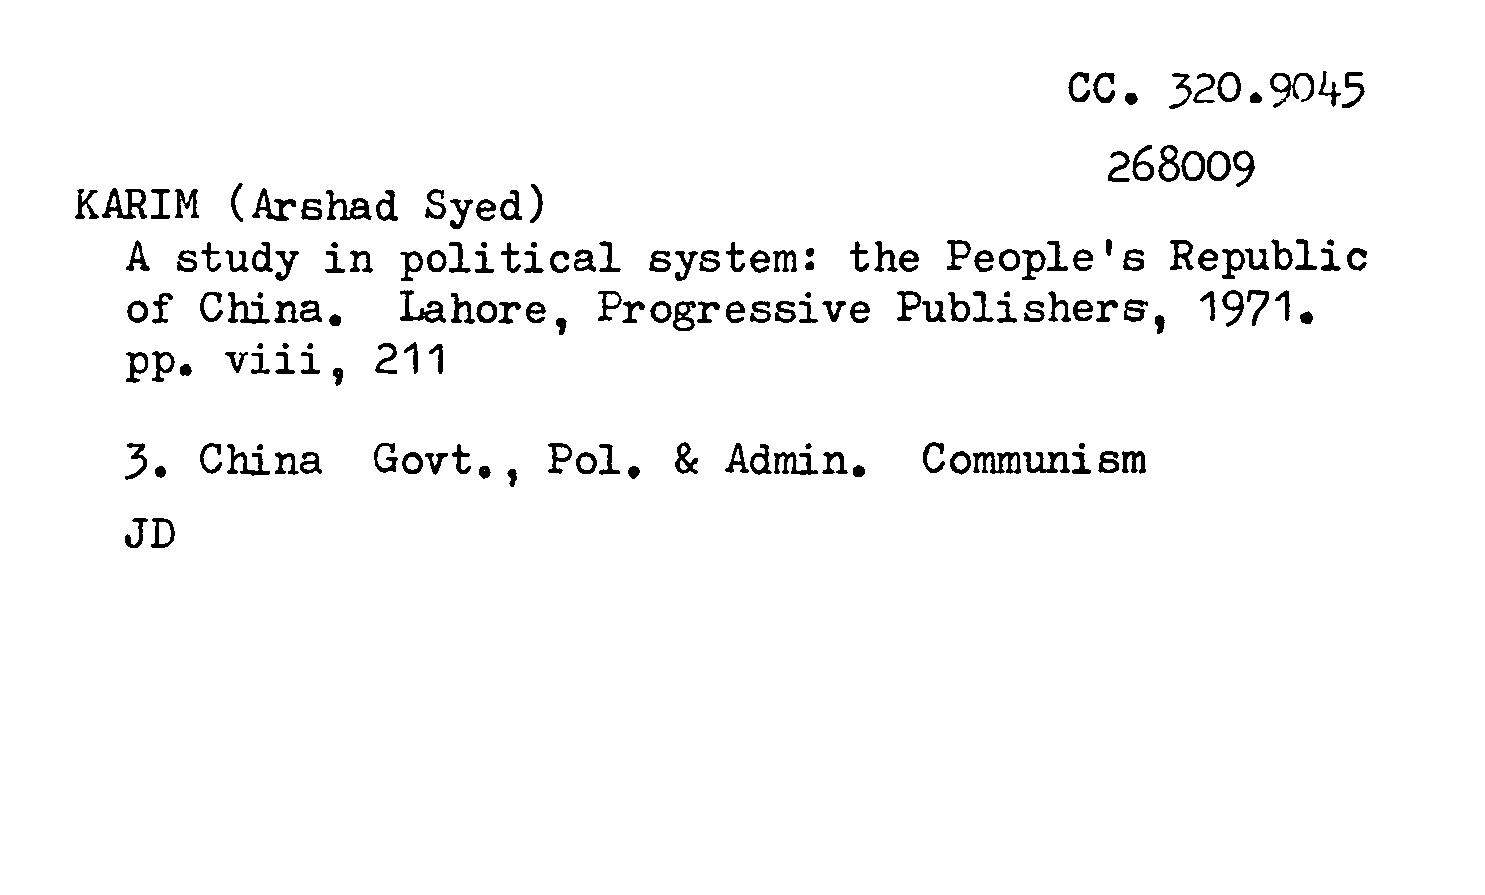 CC. 320.9045
268009
KARIM (Arshad Syed)
A study in political system: the People's Republic
of China. Lahore, Progressive Publishers, 1971.
pp. viii, 211
3. China Govt., Pol. & Admin. Communism
JD